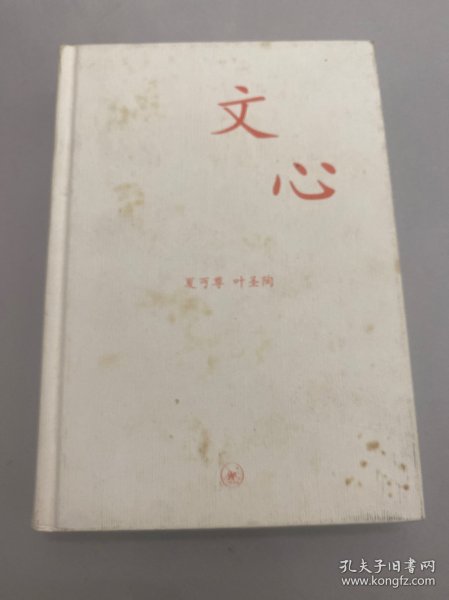 文
心
夏丏尊 叶圣陶
孔夫子旧书网
www.kongfz.com